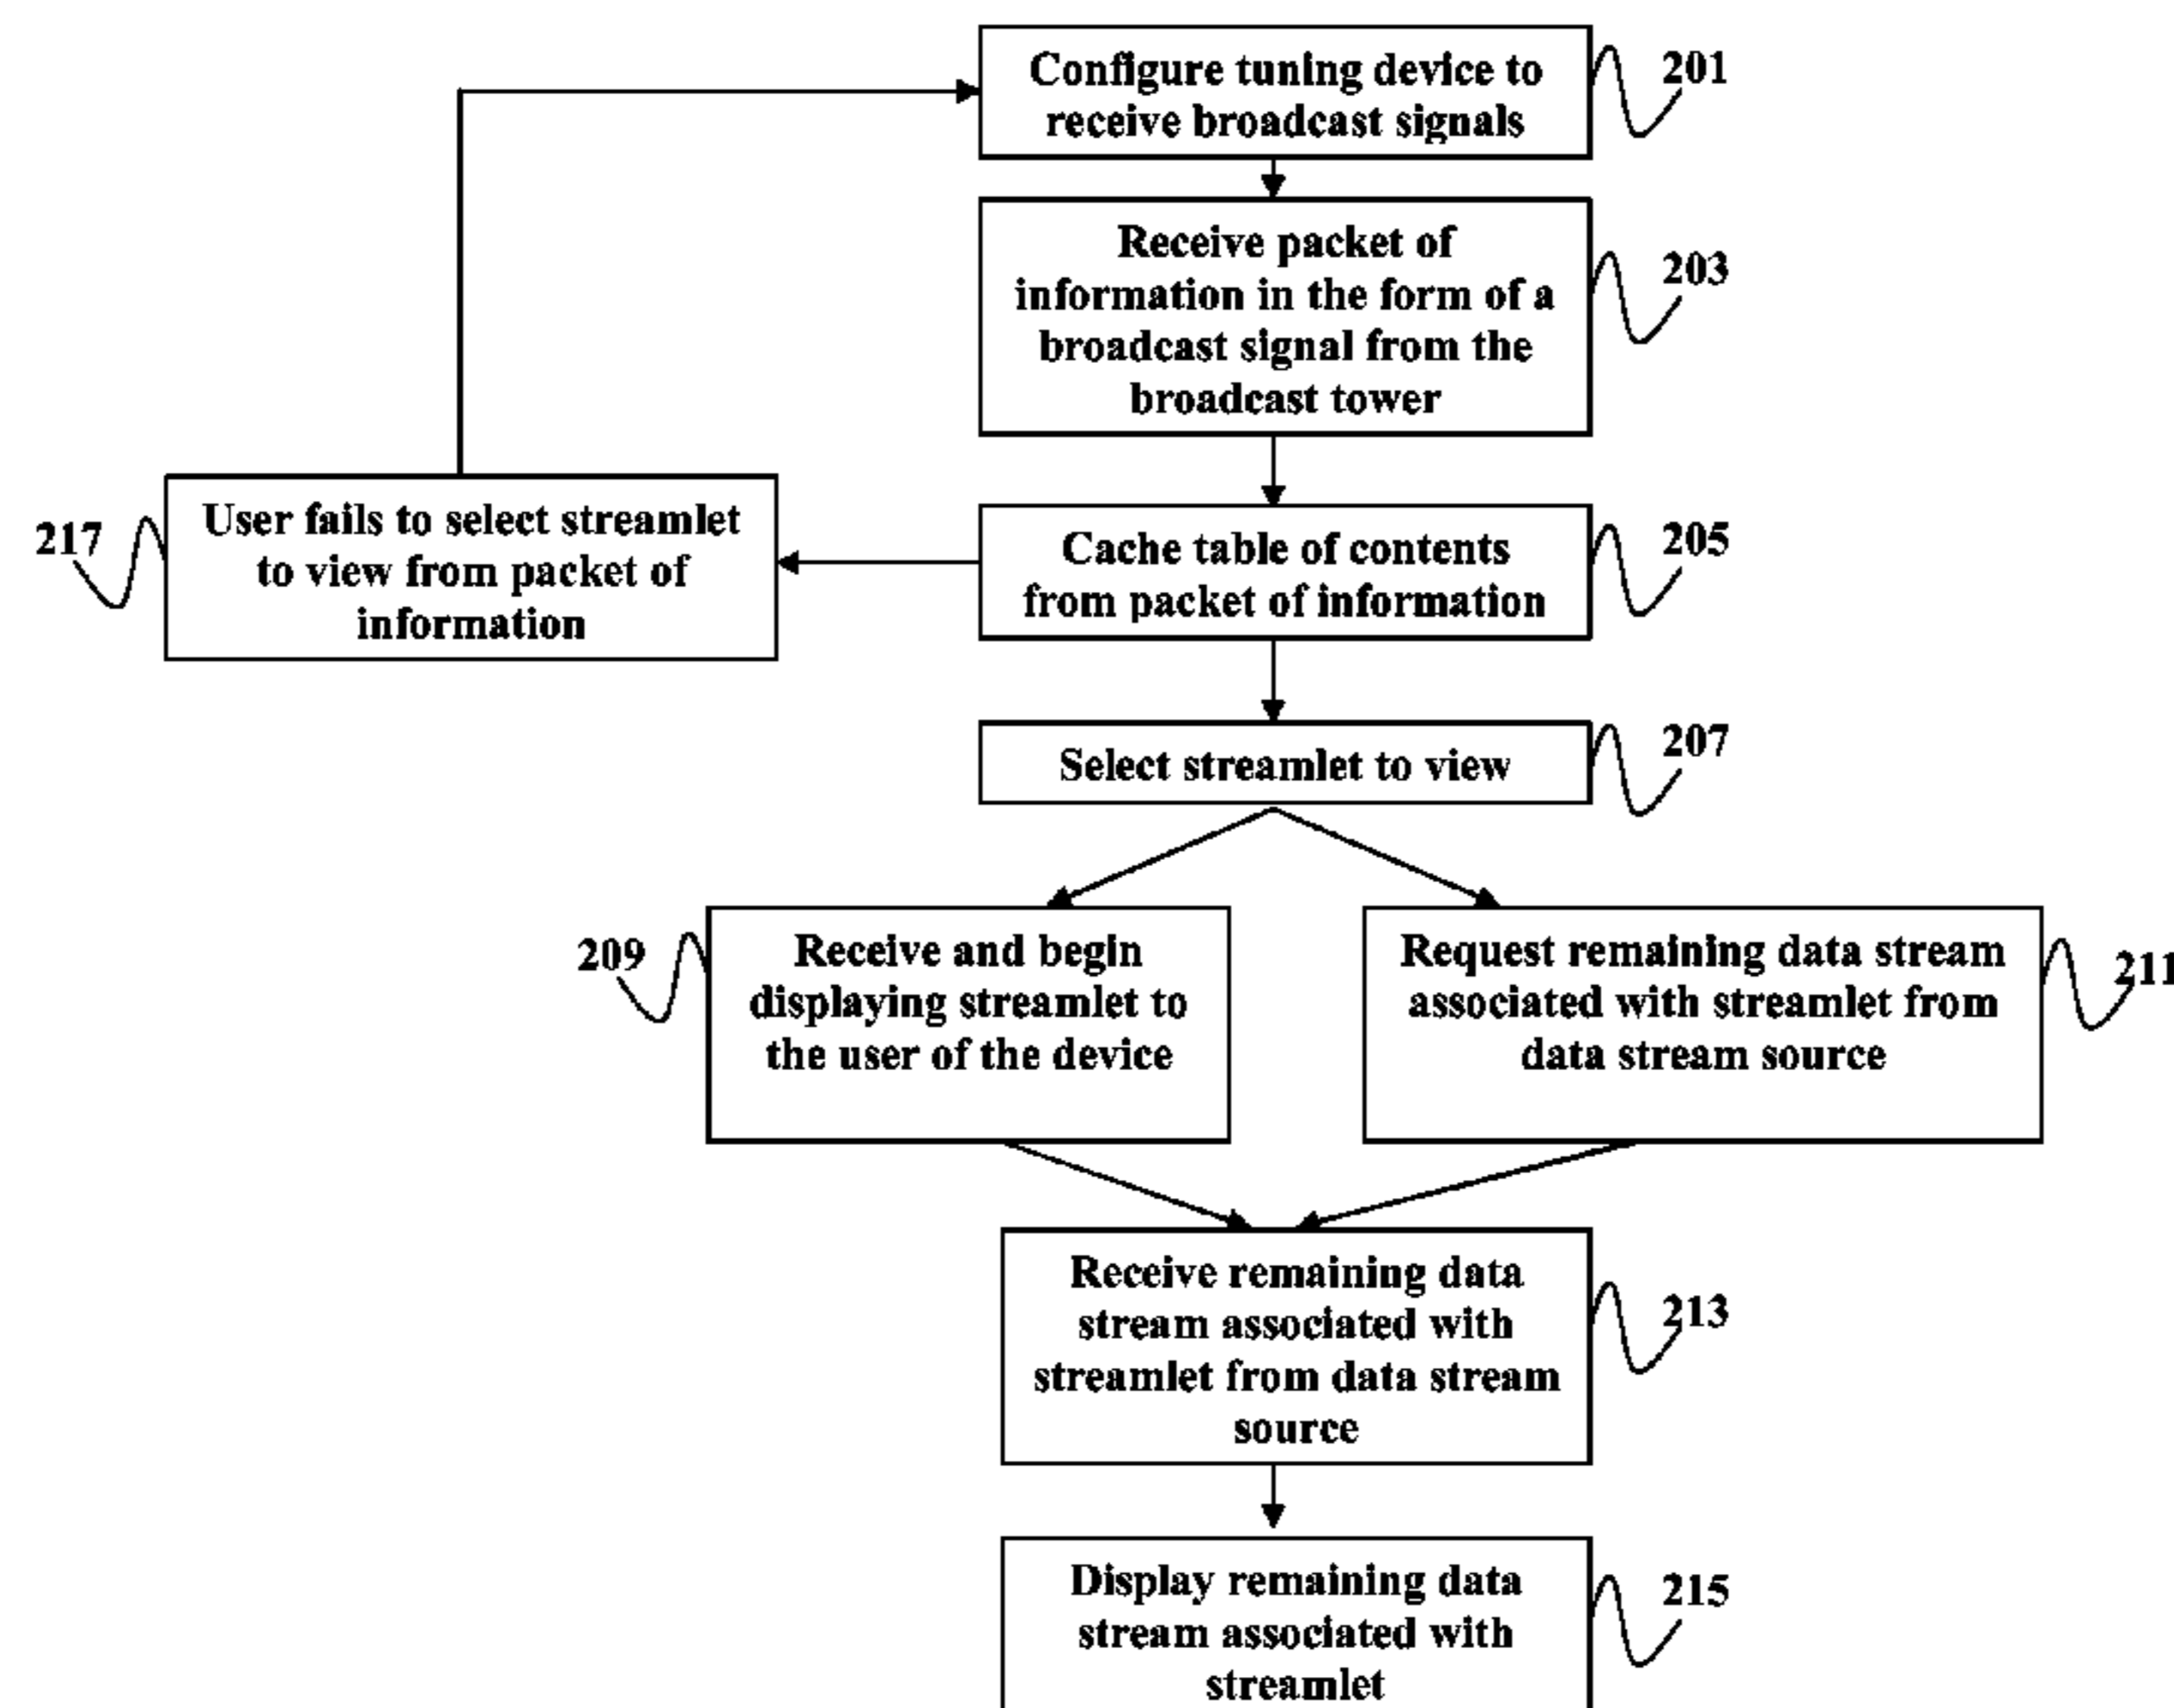 Configure tuning device to
receive broadcast signals
201
Receive packet of
information in the form of a
broadcast signal from the
broadcast tower
203
217
User fails to select streamlet
to view from packet of
information
Cache table of contents
from packet of information
205
Select streamlet to view
207
209
Receive and begin
displaying streamlet to
the user of the device
Request remaining data stream
associated with streamlet from
data stream source
211
Receive remaining data
stream associated with
streamlet from data stream
source
213
Display remaining data
stream associated with
streamlet
215